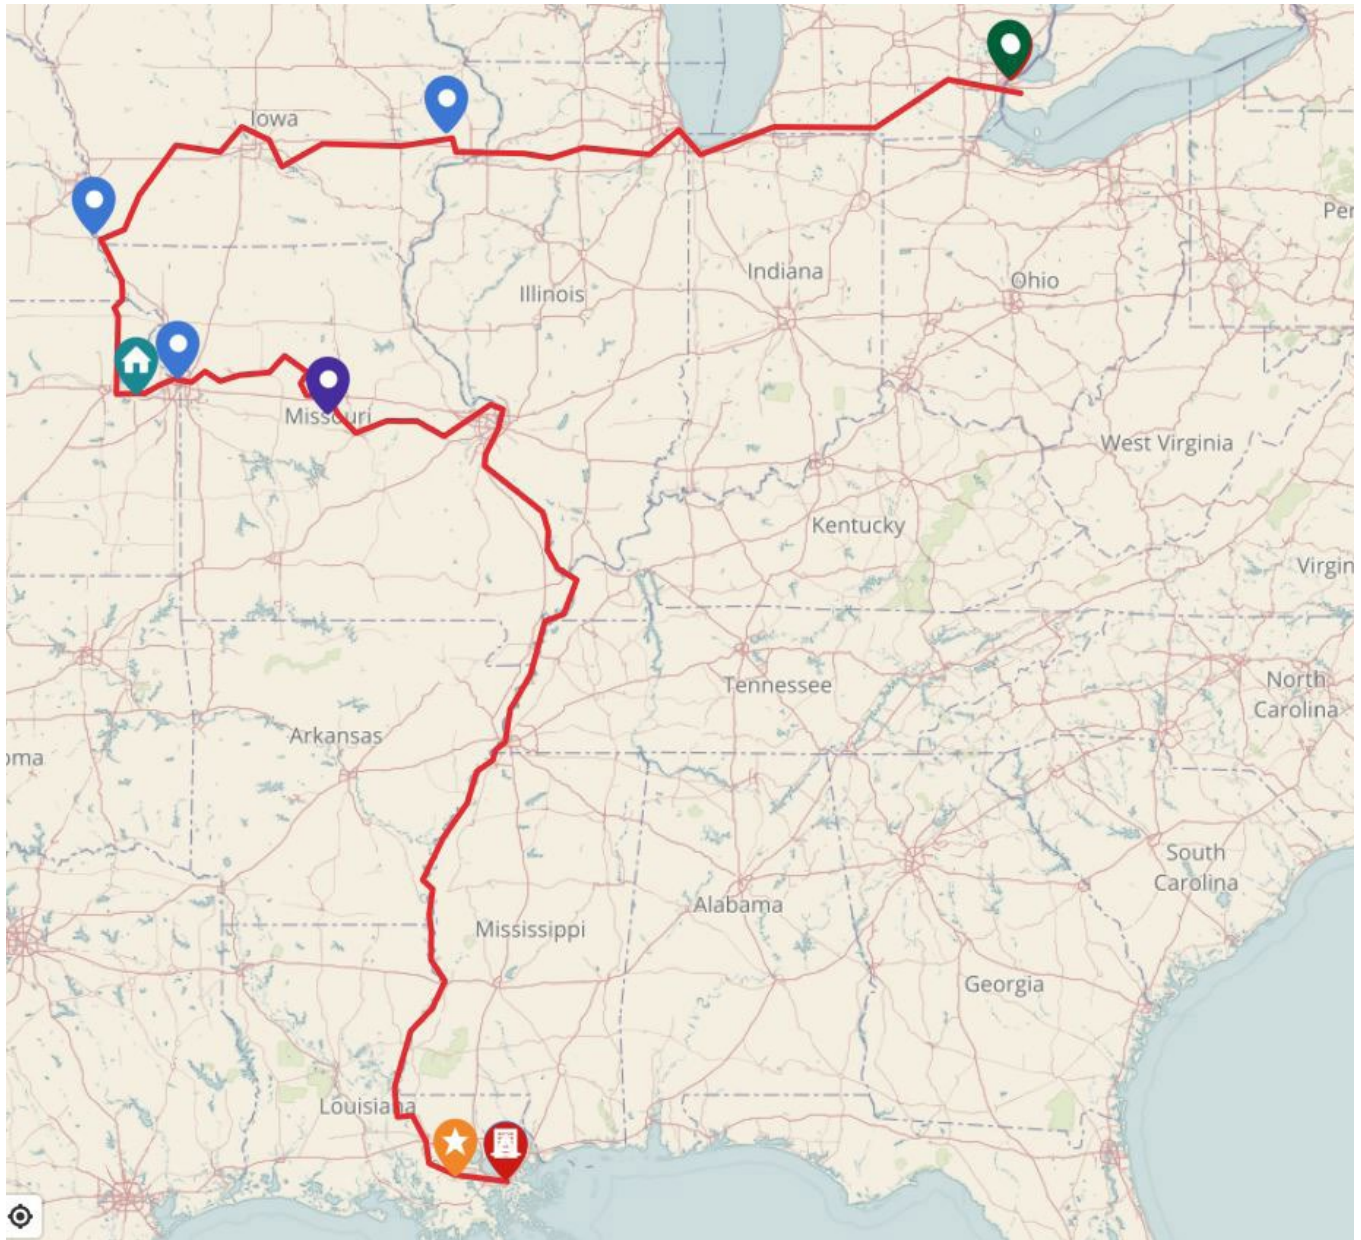 Iowa
Per
Indiana
Ohio
Illinois
Missouri
West Virginia
Kentucky
Virgin
North
Carolina
Tennessee
Arkansas
oma
South
Carolina
Alabama
Mississippi
Georgia
Louisiana